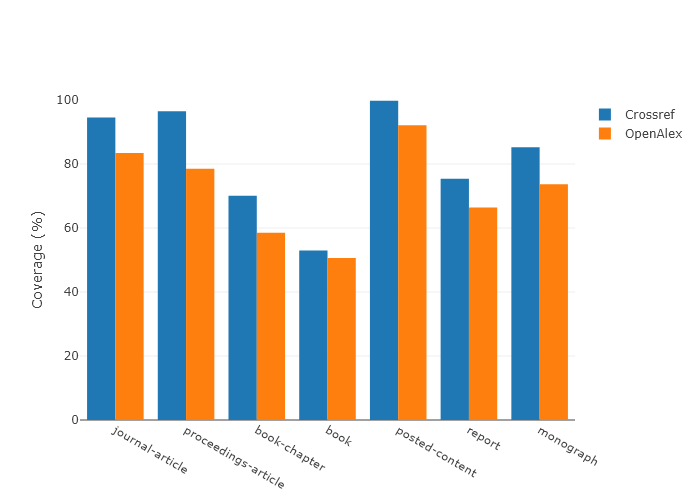 100
80
60
40
20
0
Coverage (%)
journal-article
proceedings-article
book-chapter
book
posted-content
report
monograph
Crossref
OpenAlex